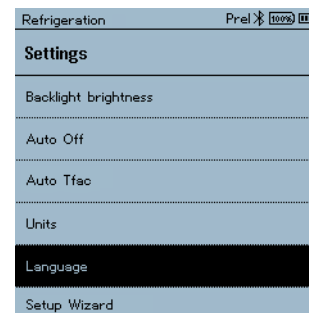 Refrigeration Prel 100%
Settings
Backlight brightness
Auto Off
Auto Tfac
Units
Language
Setup Wizard